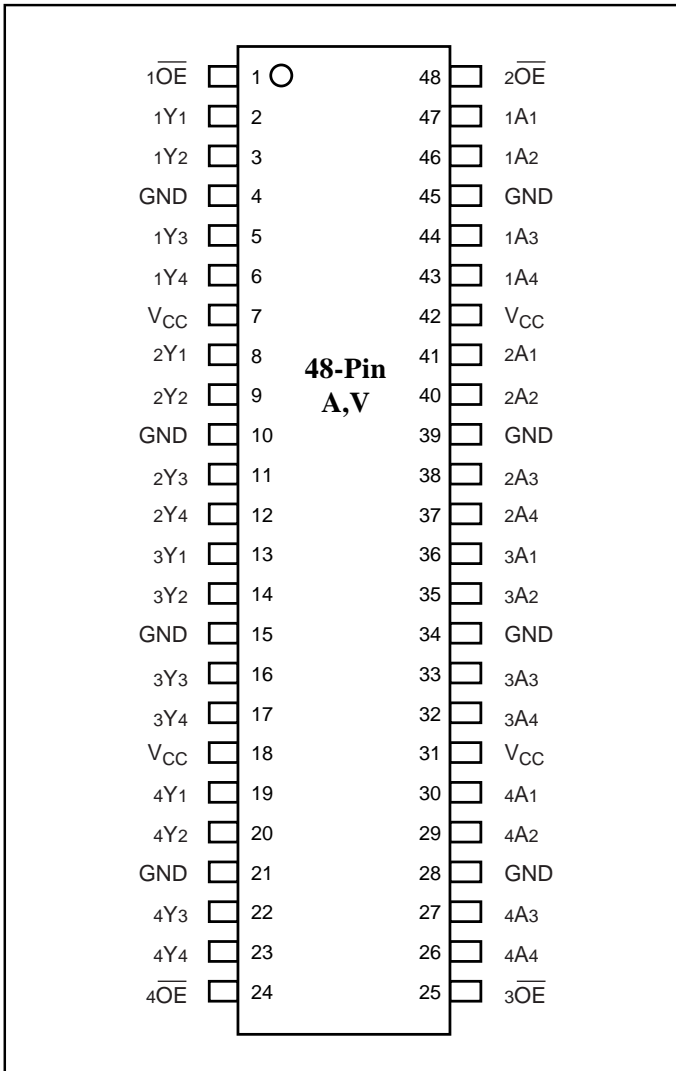 1O̅E̅ 1 48 2O̅E̅
1Y1 2 47 1A1
1Y2 3 46 1A2
GND 4 45 GND
1Y3 5 44 1A3
1Y4 6 43 1A4
VCC 7 42 VCC
2Y1 8 41 2A1
48-Pin
2Y2 9 40 2A2
A,V
GND 10 39 GND
2Y3 11 38 2A3
2Y4 12 37 2A4
3Y1 13 36 3A1
3Y2 14 35 3A2
GND 15 34 GND
3Y3 16 33 3A3
3Y4 17 32 3A4
VCC 18 31 VCC
4Y1 19 30 4A1
4Y2 20 29 4A2
GND 21 28 GND
4Y3 22 27 4A3
4Y4 23 26 4A4
4O̅E̅ 24 25 3O̅E̅